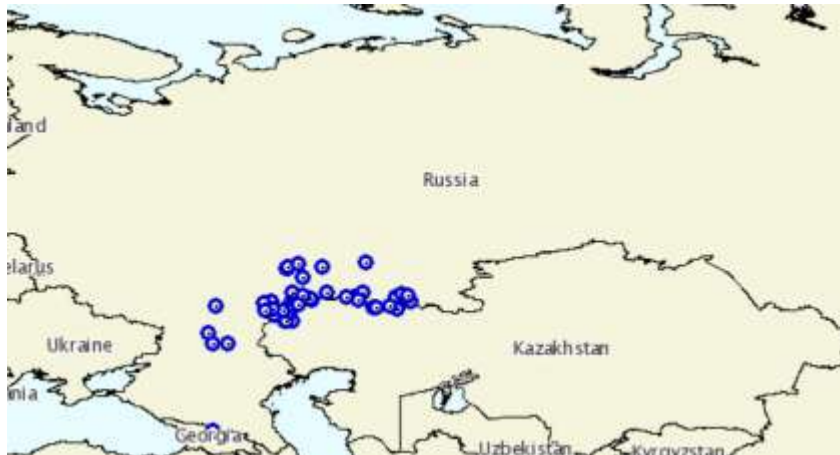 land
Russia
elarus
Ukraine
Kazakhstan
nia
Georgia
Uzbekistan
Kyrgyzstan